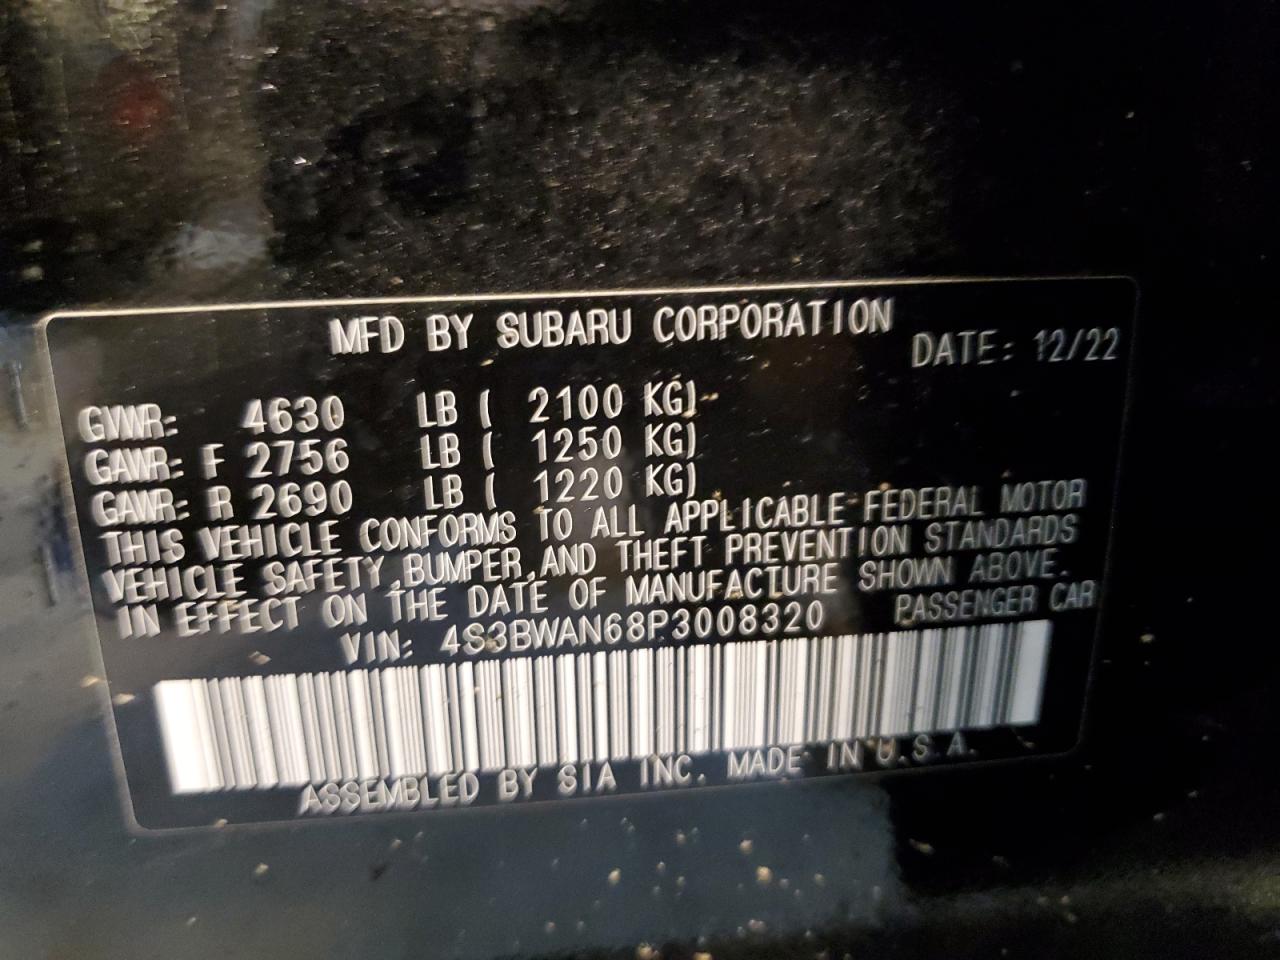 MFD BY SUBARU CORPORATION
DATE: 12/22
GVWR: 4630 LB ( 2100 KG)
GAWR: F 2756 LB ( 1250 KG)
GAWR: R 2690 LB ( 1220 KG)
THIS VEHICLE CONFORMS TO ALL APPLICABLE FEDERAL MOTOR
VEHICLE SAFETY,BUMPER,AND THEFT PREVENTION STANDARDS
IN EFFECT ON THE DATE OF MANUFACTURE SHOWN ABOVE.
VIN: 4S3BWAN68P3008320 PASSENGER CAR
ASSEMBLED BY SIA INC. MADE IN U.S.A.